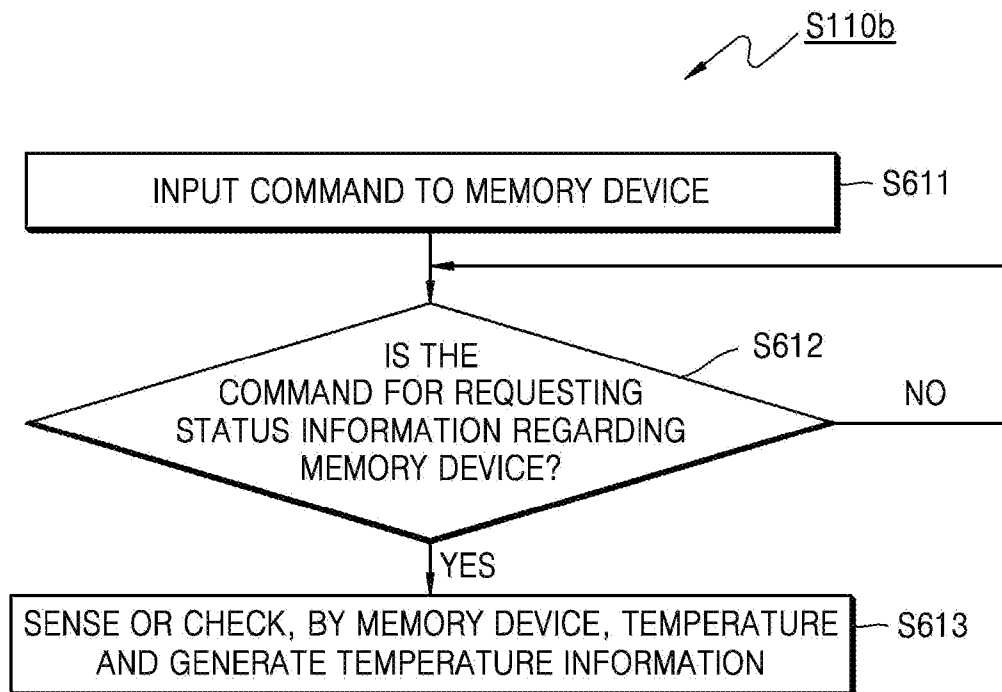 S110b
INPUT COMMAND TO MEMORY DEVICE
S611
IS THE
COMMAND FOR REQUESTING
STATUS INFORMATION REGARDING
MEMORY DEVICE?
S612
NO
YES
SENSE OR CHECK, BY MEMORY DEVICE, TEMPERATURE
AND GENERATE TEMPERATURE INFORMATION
S613